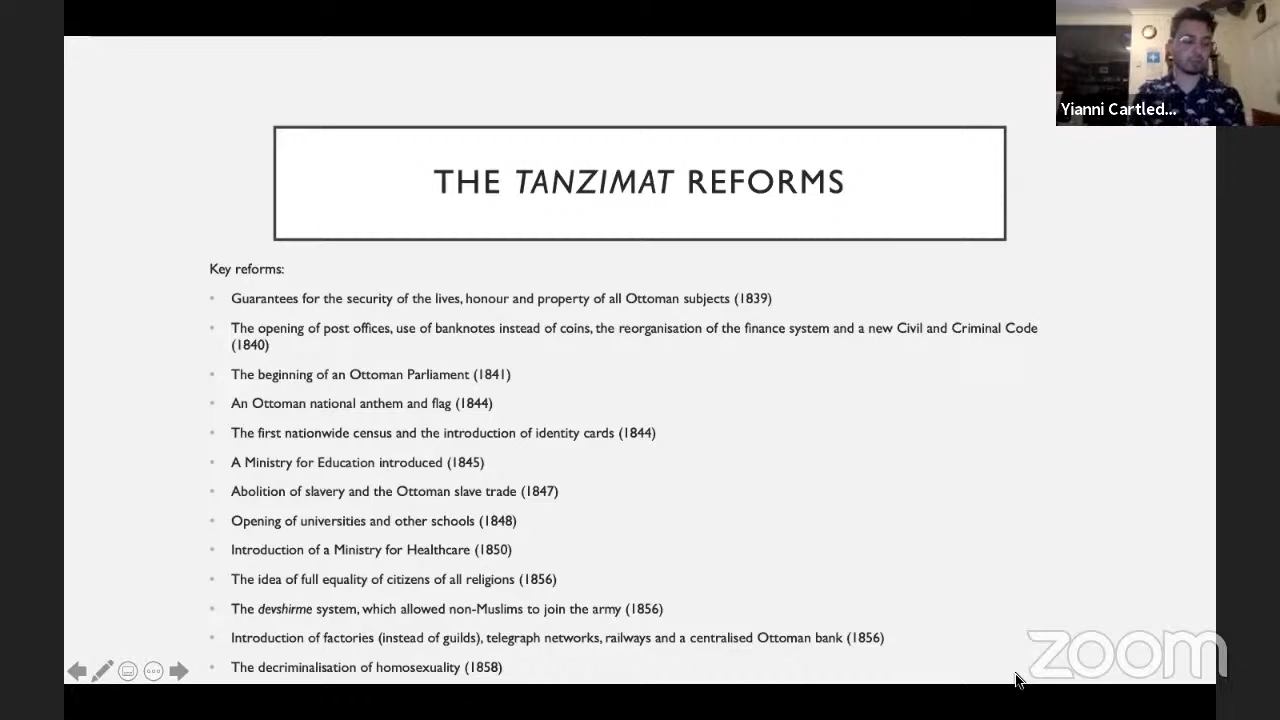 Yianni Cartled...
THE TANZIMAT REFORMS
Key reforms:
• Guarantees for the security of the lives, honour and property of all Ottoman subjects (1839)
• The opening of post offices, use of banknotes instead of coins, the reorganisation of the finance system and a new Civil and Criminal Code
(1840)
• The beginning of an Ottoman Parliament (1841)
• An Ottoman national anthem and flag (1844)
• The first nationwide census and the introduction of identity cards (1844)
• A Ministry for Education introduced (1845)
• Abolition of slavery and the Ottoman slave trade (1847)
• Opening of universities and other schools (1848)
• Introduction of a Ministry for Healthcare (1850)
• The idea of full equality of citizens of all religions (1856)
• The devshirme system, which allowed non-Muslims to join the army (1856)
• Introduction of factories (instead of guilds), telegraph networks, railways and a centralised Ottoman bank (1856)
• The decriminalisation of homosexuality (1858)
zoom